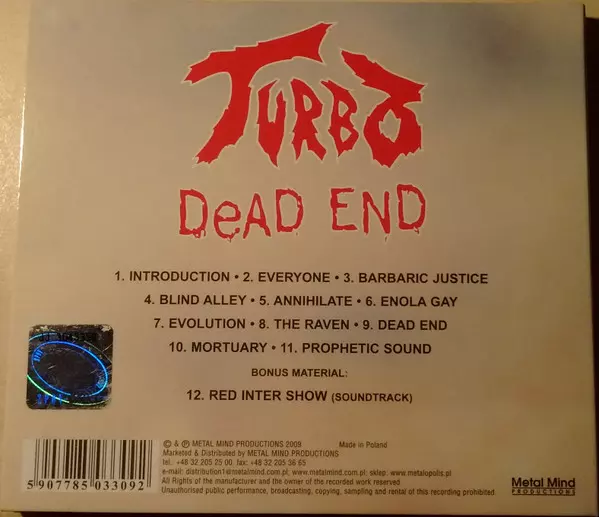 TURBO
DeAD END
1. INTRODUCTION • 2. EVERYONE • 3. BARBARIC JUSTICE
4. BLIND ALLEY • 5. ANNIHILATE • 6. ENOLA GAY
7. EVOLUTION • 8. THE RAVEN • 9. DEAD END
10. MORTUARY • 11. PROPHETIC SOUND
BONUS MATERIAL:
12. RED INTER SHOW (SOUNDTRACK)
© & ℗ METAL MIND PRODUCTIONS 2009 Made in Poland
Marketed & Distributed by METAL MIND PRODUCTIONS
tel. +48 32 205 25 00 fax: +48 32 205 36 65
e-mail: distribution1@metalmind.com.pl, www.metalmind.com.pl; sklep: www.metalopolis.pl
All Rights of the manufacturer and the owner of the recorded work reserved
Unauthorised public performance, broadcasting, copying, sampling and rental of this recording prohibited
5 907785 033092
Metal Mind
PRODUCTIONS